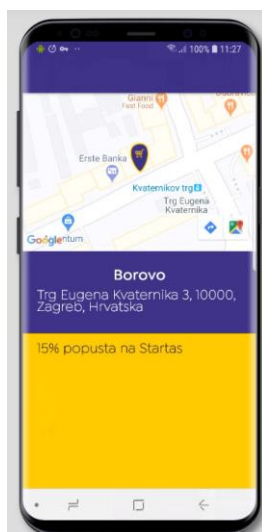 100% 11:27
Gianni
Fast Food
Erste Banka
Kvaternikov trg
Trg Eugena
Kvaternika
Google
ntum
Borovo
Trg Eugena Kvaternika 3, 10000,
Zagreb, Hrvatska
15% popusta na Startas